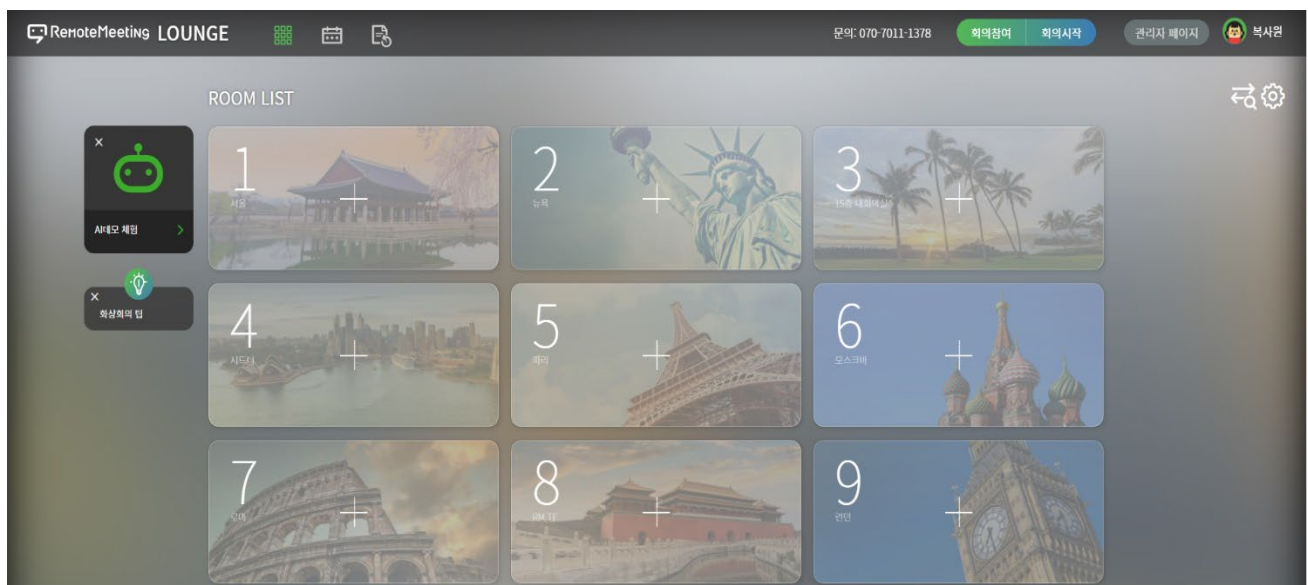 RemoteMeeting LOUNGE
문의: 070-7011-1378
회의참여
회의시작
관리자 페이지
복사원
ROOM LIST
AI데모 체험
화상회의 팁
1
서울
2
뉴욕
3
15층 대회의실
4
시드니
5
파리
6
모스크바
7
로마
8
9
런던